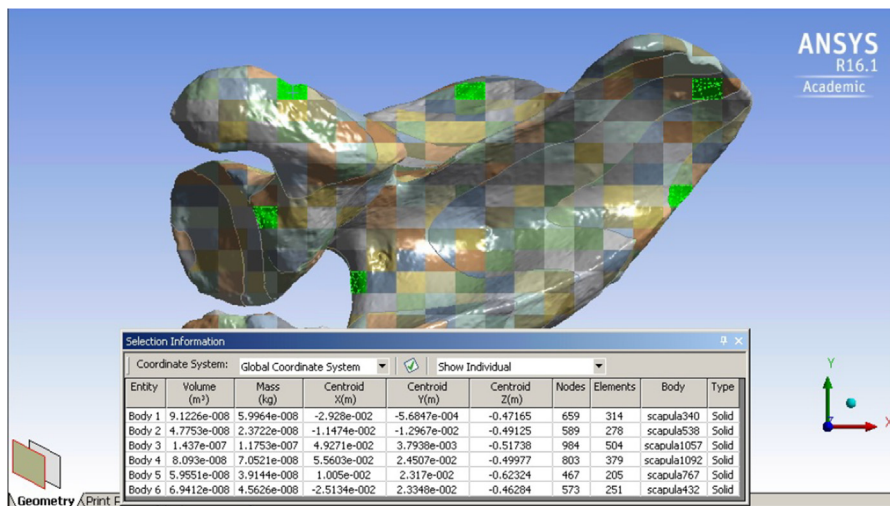 ANSYS
R16.1
Academic
Selection Information
Coordinate System: Global Coordinate System Show Individual
Entity Volume (m³) Mass (kg) Centroid X(m) Centroid Y(m) Centroid Z(m) Nodes Elements Body Type
Body 1 9.1226e-008 5.9964e-008 -2.928e-002 -5.6847e-004 -0.47165 659 314 scapula340 Solid
Body 2 4.7753e-008 2.3722e-008 -1.1474e-002 -1.2967e-002 -0.49125 589 278 scapula538 Solid
Body 3 1.437e-007 1.1753e-007 4.9271e-002 3.7938e-003 -0.51738 984 504 scapula1057 Solid
Body 4 8.093e-008 7.0521e-008 5.5603e-002 2.4507e-002 -0.49977 803 379 scapula1092 Solid
Body 5 5.9551e-008 3.9144e-008 1.005e-002 2.317e-002 -0.62324 467 205 scapula767 Solid
Body 6 6.9412e-008 4.5626e-008 -2.5134e-002 2.3348e-002 -0.46284 573 251 scapula432 Solid
Y
X
Geometry Print